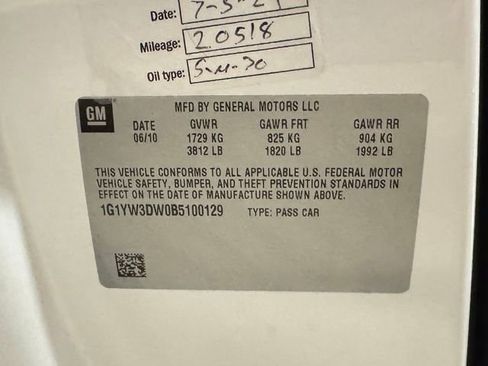 Date: 7-5-21
Mileage: 20518
Oil type: 5W-30
GM
MFD BY GENERAL MOTORS LLC
DATE GVWR GAWR FRT GAWR RR
06/10 1729 KG 825 KG 904 KG
3812 LB 1820 LB 1992 LB
THIS VEHICLE CONFORMS TO ALL APPLICABLE U.S. FEDERAL MOTOR
VEHICLE SAFETY, BUMPER, AND THEFT PREVENTION STANDARDS IN
EFFECT ON THE DATE OF MANUFACTURE SHOWN ABOVE.
1G1YW3DW0B5100129 TYPE: PASS CAR